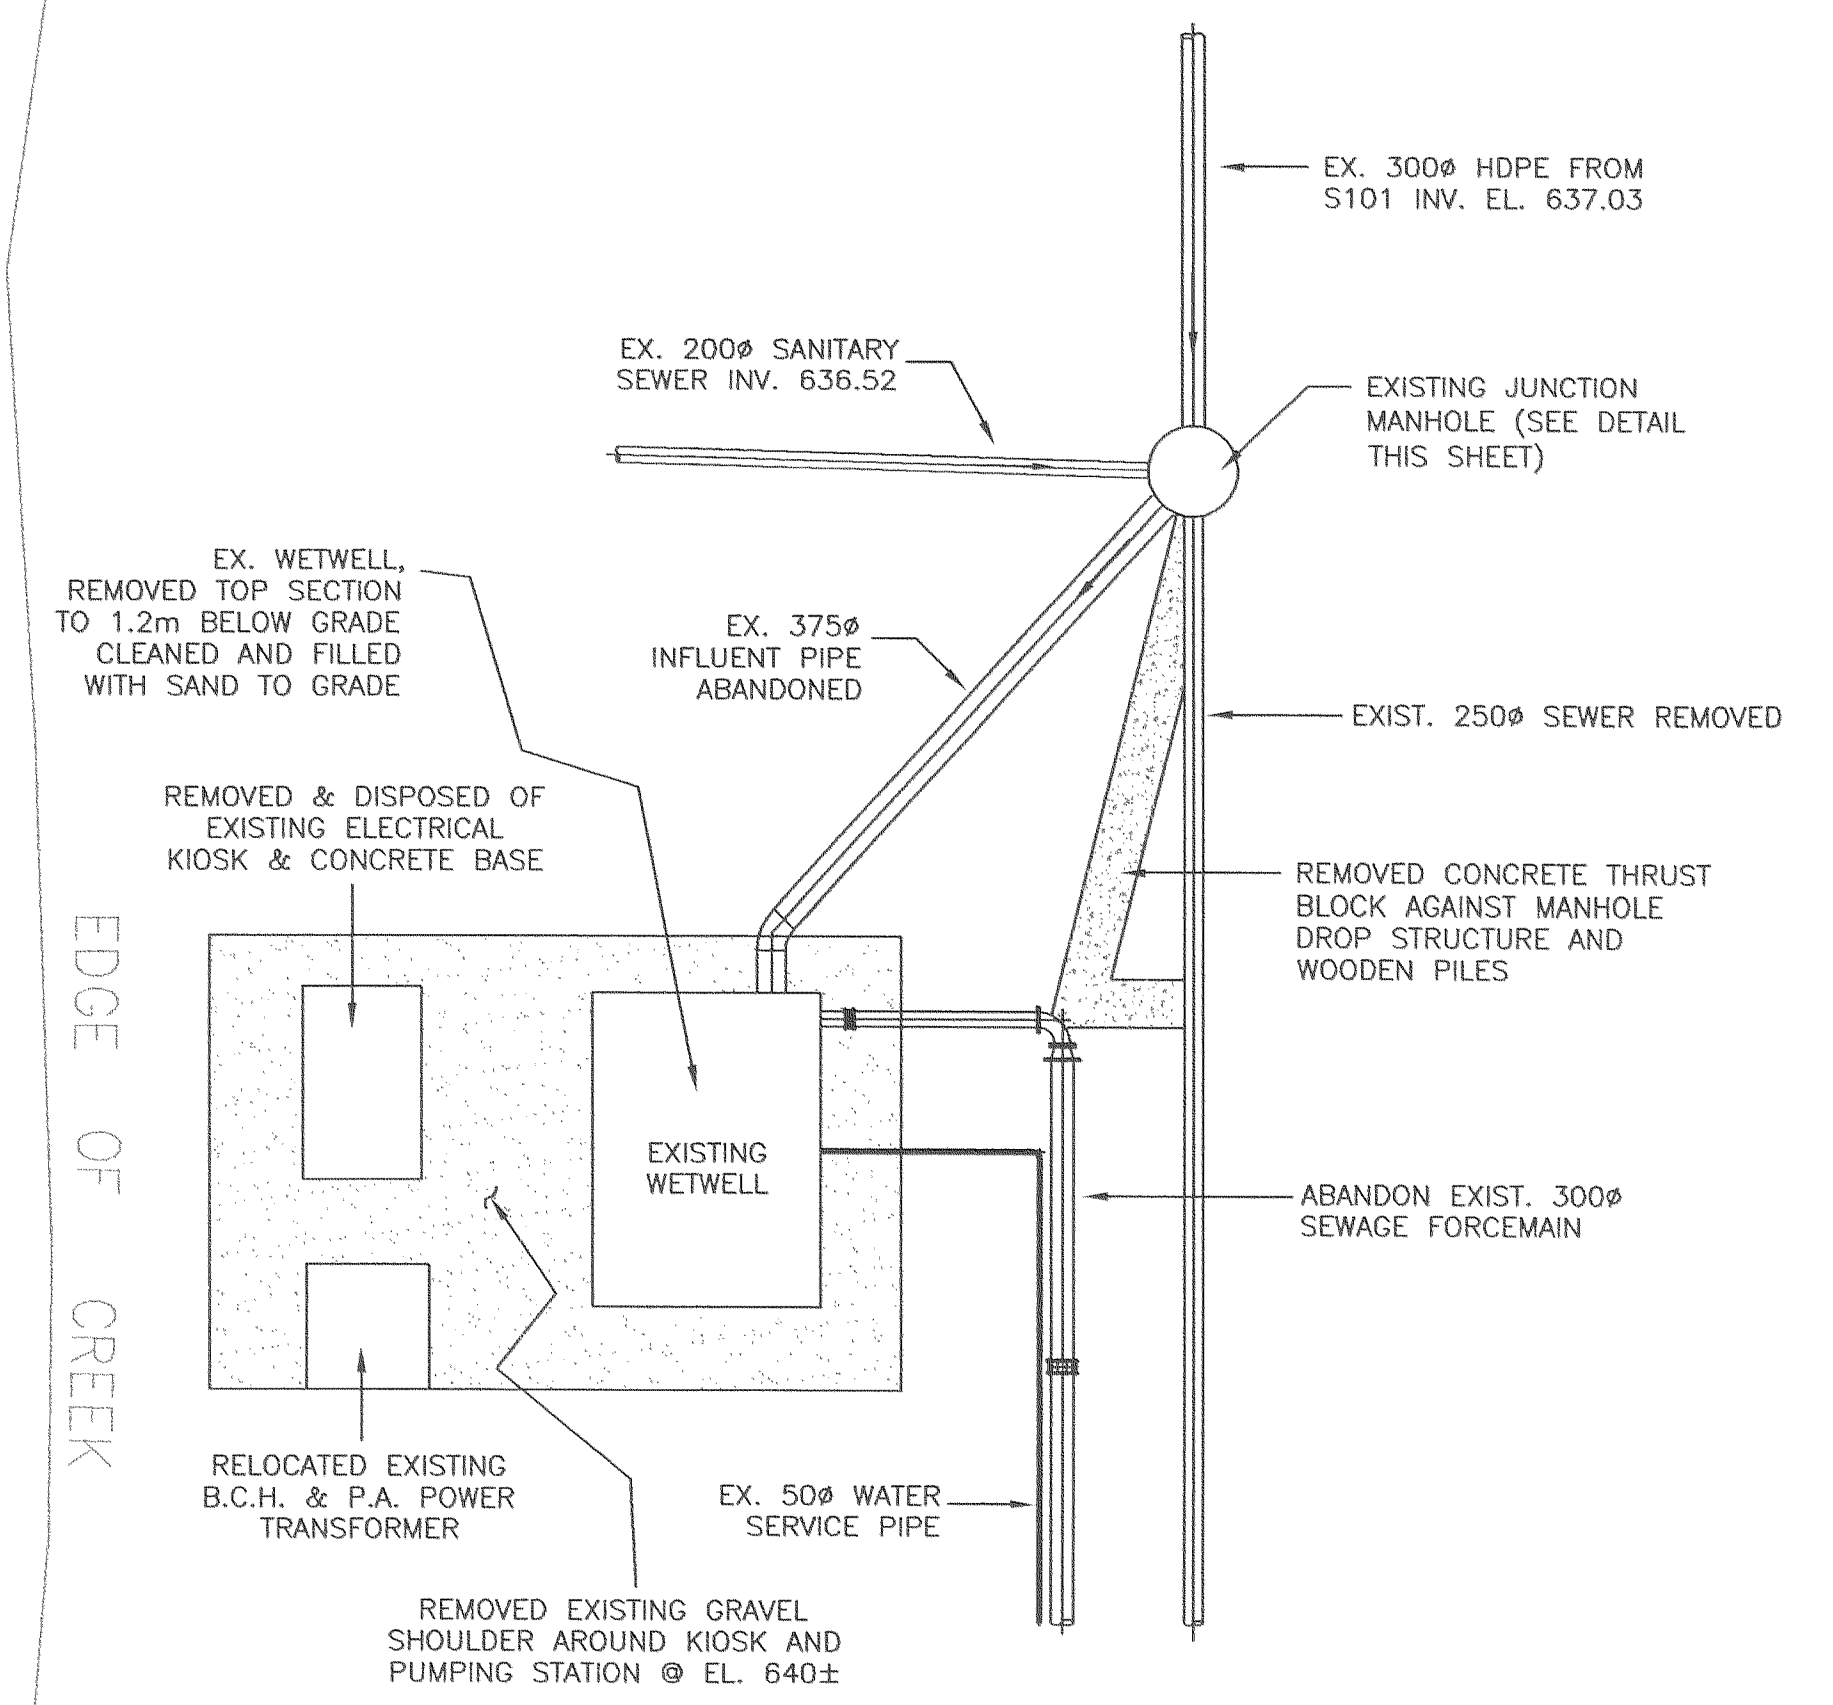 EX. 300ø HDPE FROM
S101 INV. EL. 637.03
EX. 200ø SANITARY
SEWER INV. 636.52
EXISTING JUNCTION
MANHOLE (SEE DETAIL
THIS SHEET)
EX. WETWELL,
REMOVED TOP SECTION
TO 1.2m BELOW GRADE
CLEANED AND FILLED
WITH SAND TO GRADE
EX. 375ø
INFLUENT PIPE
ABANDONED
EXIST. 250ø SEWER REMOVED
REMOVED & DISPOSED OF
EXISTING ELECTRICAL
KIOSK & CONCRETE BASE
REMOVED CONCRETE THRUST
BLOCK AGAINST MANHOLE
DROP STRUCTURE AND
WOODEN PILES
EDGE OF CREEK
EXISTING
WETWELL
ABANDON EXIST. 300ø
SEWAGE FORCEMAIN
RELOCATED EXISTING
B.C.H. & P.A. POWER
TRANSFORMER
EX. 50ø WATER
SERVICE PIPE
REMOVED EXISTING GRAVEL
SHOULDER AROUND KIOSK AND
PUMPING STATION @ EL. 640±